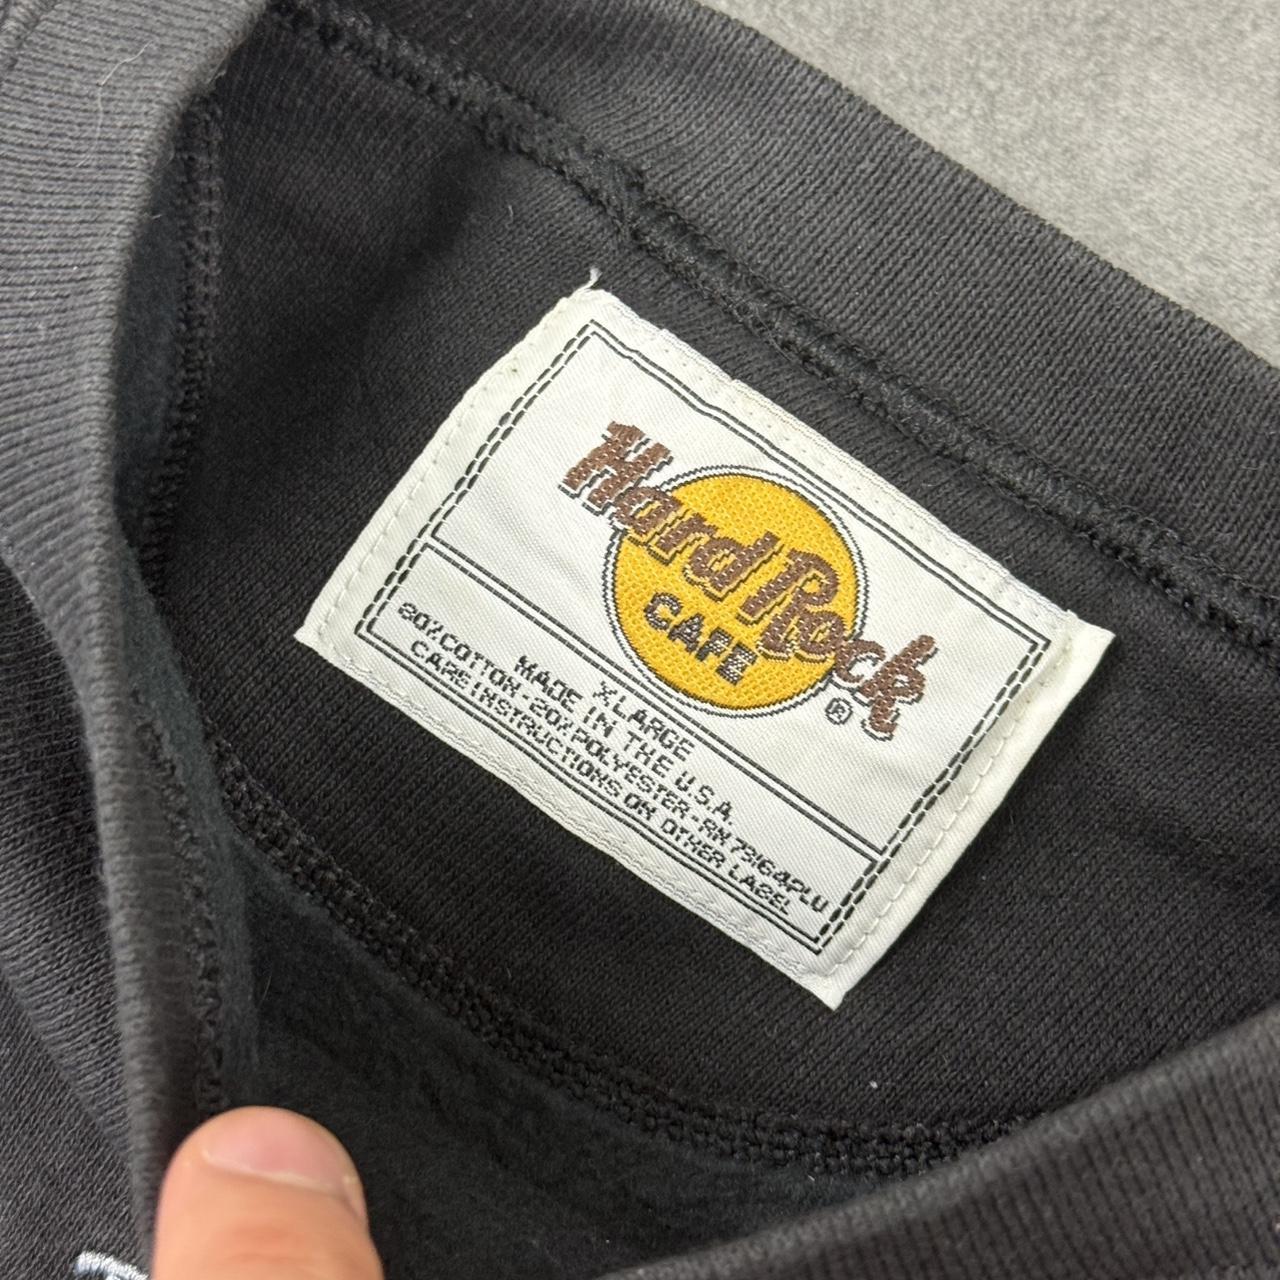 Hard Rock
CAFE
®
XLARGE
MADE IN THE U.S.A.
80% COTTON - 20% POLYESTER - RN 73164PLU
CARE INSTRUCTIONS ON OTHER LABEL